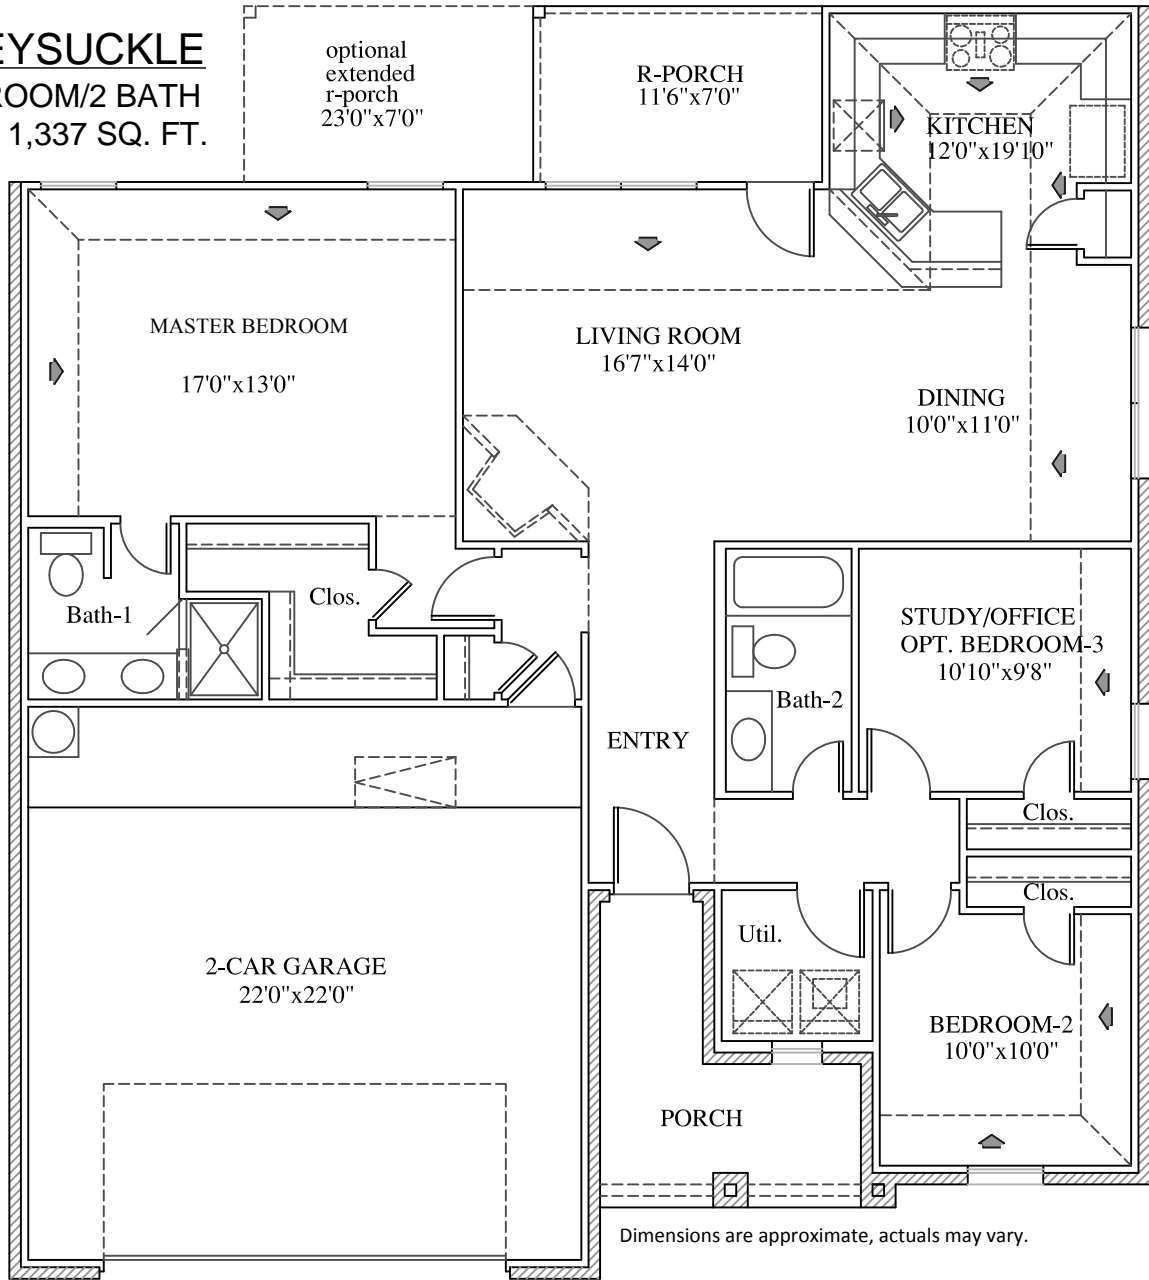 EYSUCKLE
ROOM/2 BATH
1,337 SQ. FT.
optional
extended
r-porch
23'0"x7'0"
R-PORCH
11'6"x7'0"
KITCHEN
12'0"x19'10"
MASTER BEDROOM
17'0"x13'0"
LIVING ROOM
16'7"x14'0"
DINING
10'0"x11'0"
Bath-1
Clos.
STUDY/OFFICE
OPT. BEDROOM-3
10'10"x9'8"
Bath-2
ENTRY
Clos.
Clos.
Util.
2-CAR GARAGE
22'0"x22'0"
BEDROOM-2
10'0"x10'0"
PORCH
Dimensions are approximate, actuals may vary.